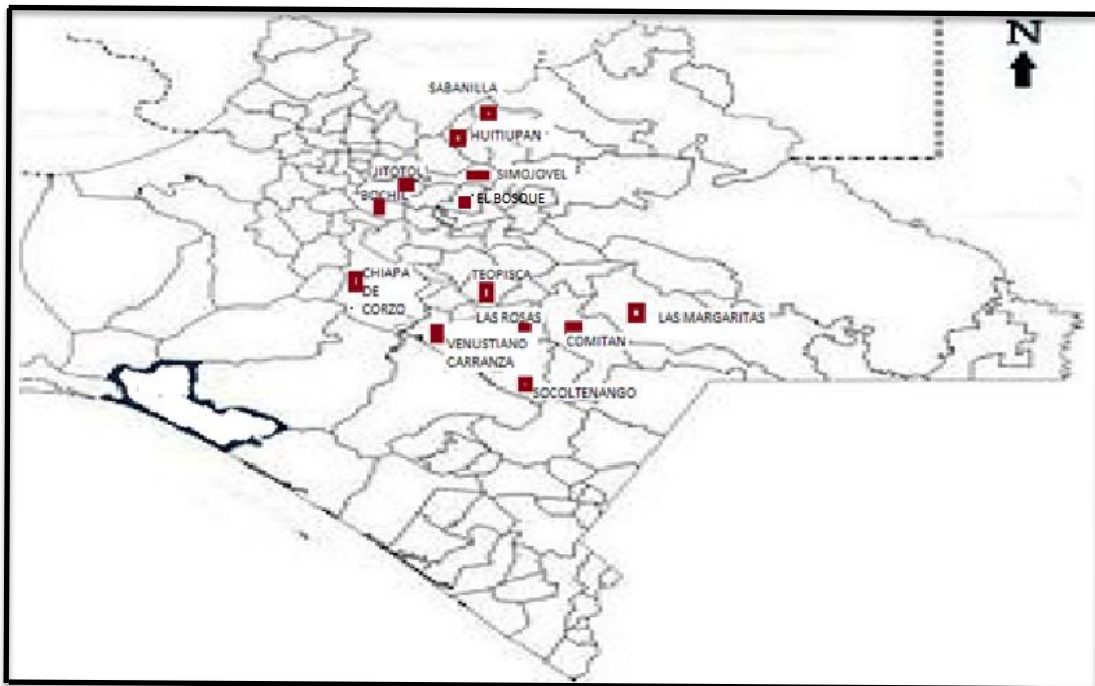 N
SABANILLA
HUITIUPAN
JITOTOL
SIMOJOVEL
BOCHIL
EL BOSQUE
CHIAPA
DE
CORZO
TEOPISCA
LAS ROSAS
LAS MARGARITAS
VENUSTIANO
CARRANZA
COMITAN
SOCOLTENANGO